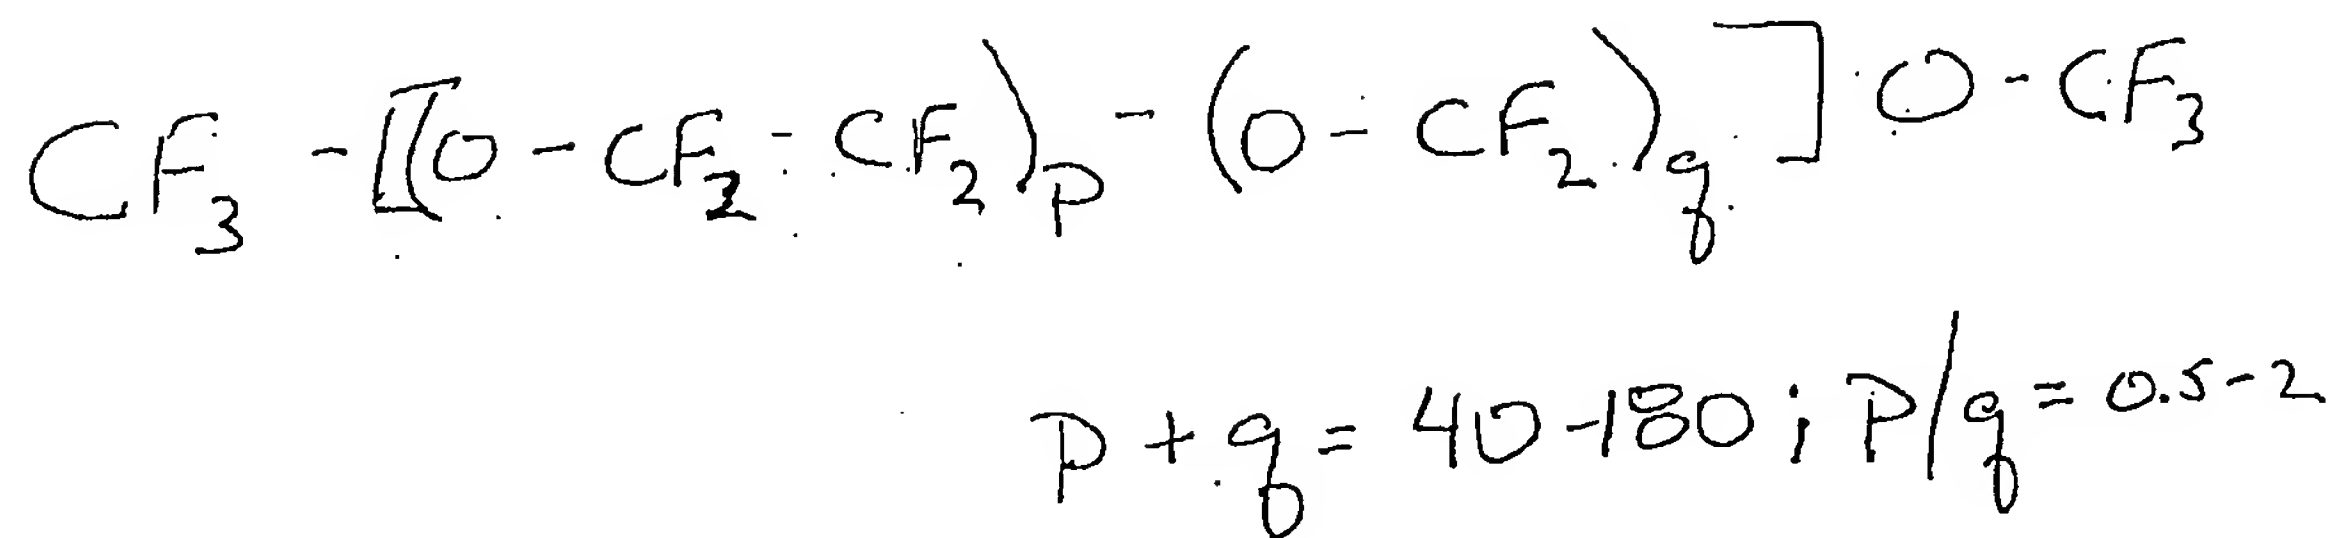 CF₃-[(O-CF₂-CF₂)p-(O-CF₂)q]O-CF₃
p+q=40-180; p/q=0.5-2